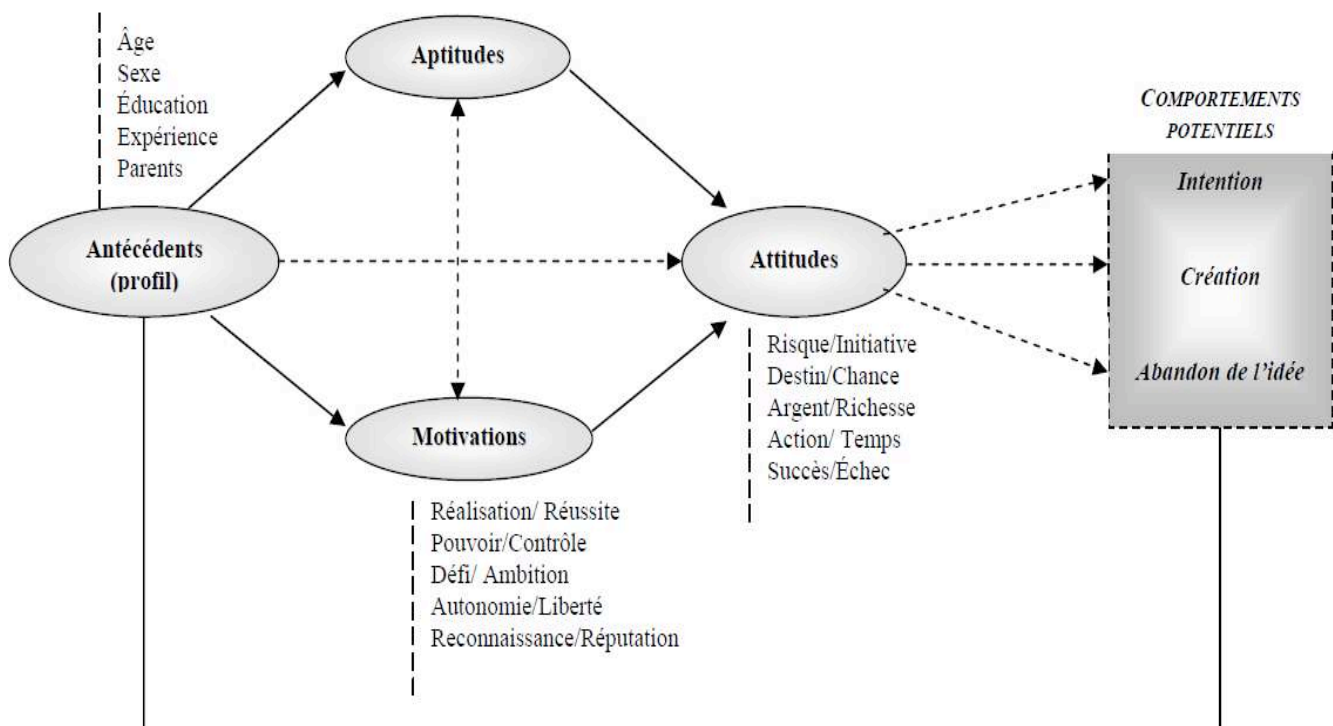 Âge
Sexe
Éducation
Expérience
Parents
Aptitudes
Antécédents
(profil)
Motivations
Réalisation/ Réussite
Pouvoir/Contrôle
Défi/ Ambition
Autonomie/Liberté
Reconnaissance/Réputation
Attitudes
Risque/Initiative
Destin/Chance
Argent/Richesse
Action/ Temps
Succès/Échec
COMPORTEMENTS
POTENTIELS
Intention
Création
Abandon de l’idée